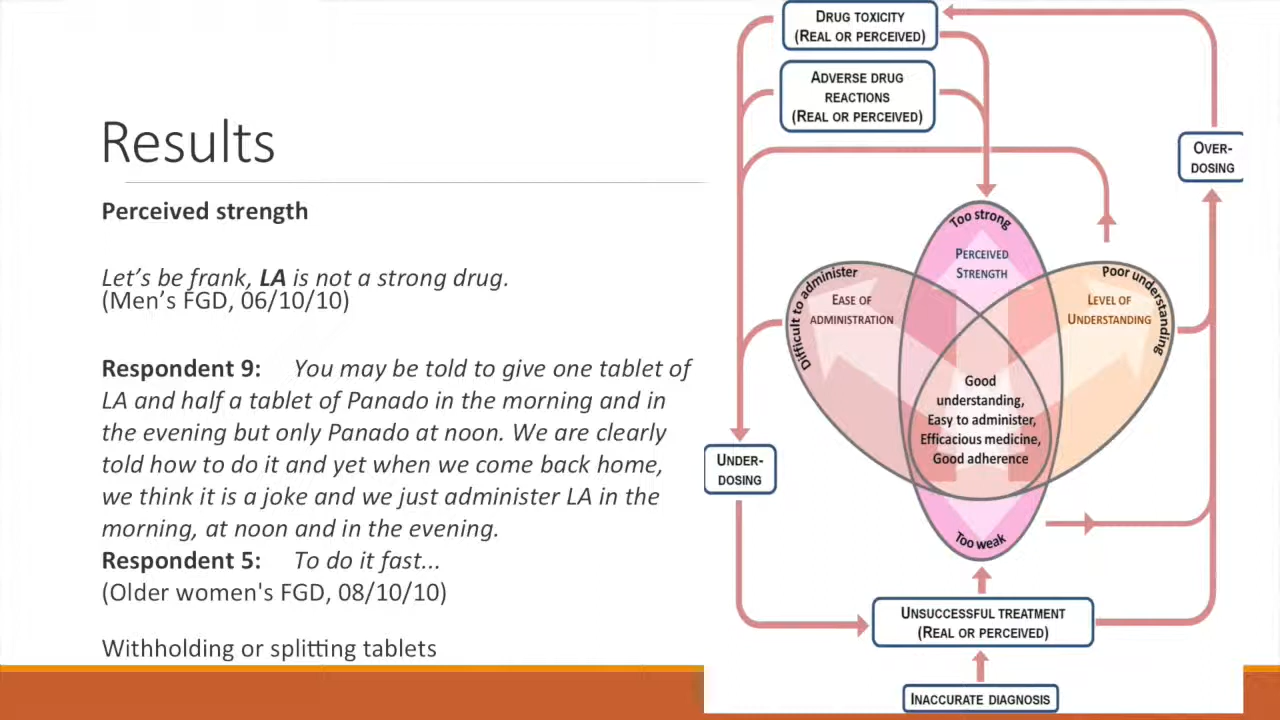 Results
Perceived strength
Let's be frank, LA is not a strong drug.
(Men's FGD, 06/10/10)
Respondent 9: You may be told to give one tablet of
LA and half a tablet of Panado in the morning and in
the evening but only Panado at noon. We are clearly
told how to do it and yet when we come back home,
we think it is a joke and we just administer LA in the
morning, at noon and in the evening.
Respondent 5: To do it fast...
(Older women's FGD, 08/10/10)
Withholding or splitting tablets
DRUG TOXICITY
(REAL OR PERCEIVED)
ADVERSE DRUG
REACTIONS
(REAL OR PERCEIVED)
OVER-
DOSING
Too strong
PERCEIVED
STRENGTH
Difficult to administer
EASE OF
ADMINISTRATION
Poor understanding
LEVEL OF
UNDERSTANDING
Good
understanding,
Easy to administer,
Efficacious medicine,
Good adherence
UNDER-
DOSING
Too weak
UNSUCCESSFUL TREATMENT
(REAL OR PERCEIVED)
INACCURATE DIAGNOSIS